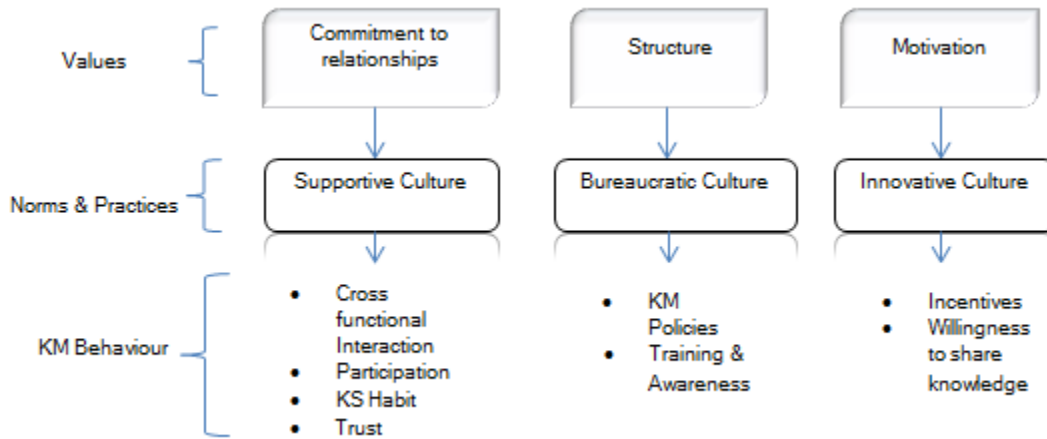 Values
Commitment to
relationships
Structure
Motivation
Norms & Practices
Supportive Culture
Bureaucratic Culture
Innovative Culture
KM Behaviour
• Cross
functional
Interaction
• Participation
• KS Habit
• Trust
• KM
Policies
• Training &
Awareness
• Incentives
• Willingness
to share
knowledge